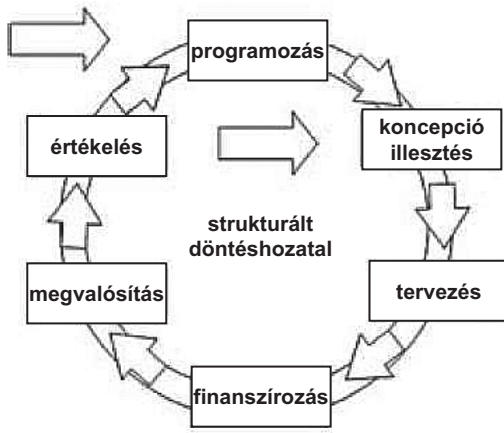 programozás
koncepció
illesztés
értékelés
strukturált
döntéshozatal
tervezés
megvalósítás
finanszírozás